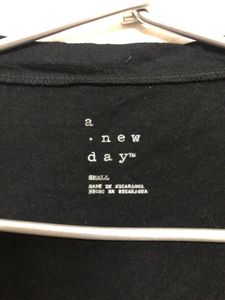 a
· new
day™
SMALL
MADE IN NICARAGUA
HECHO EN NICARAGUA